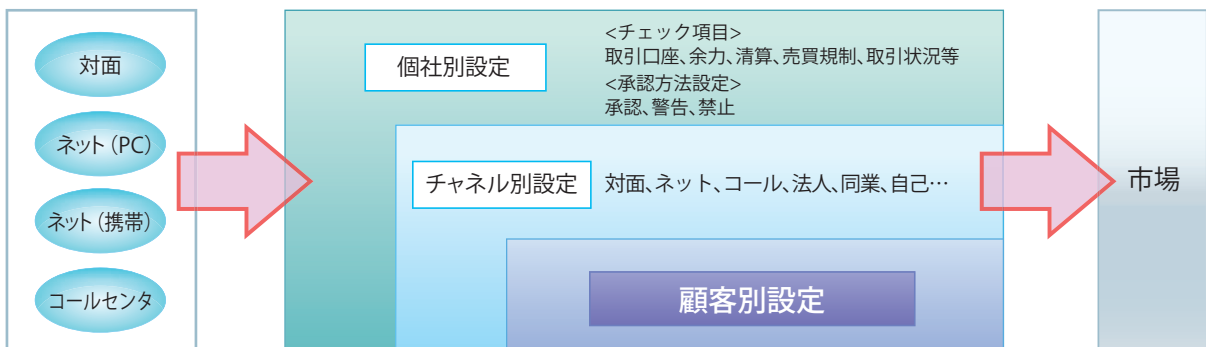 対面
ネット（PC）
ネット（携帯）
コールセンタ
個社別設定
<チェック項目>
取引口座、余力、清算、売買規制、取引状況等
<承認方法設定>
承認、警告、禁止
チャネル別設定
対面、ネット、コール、法人、同業、自己…
顧客別設定
市場